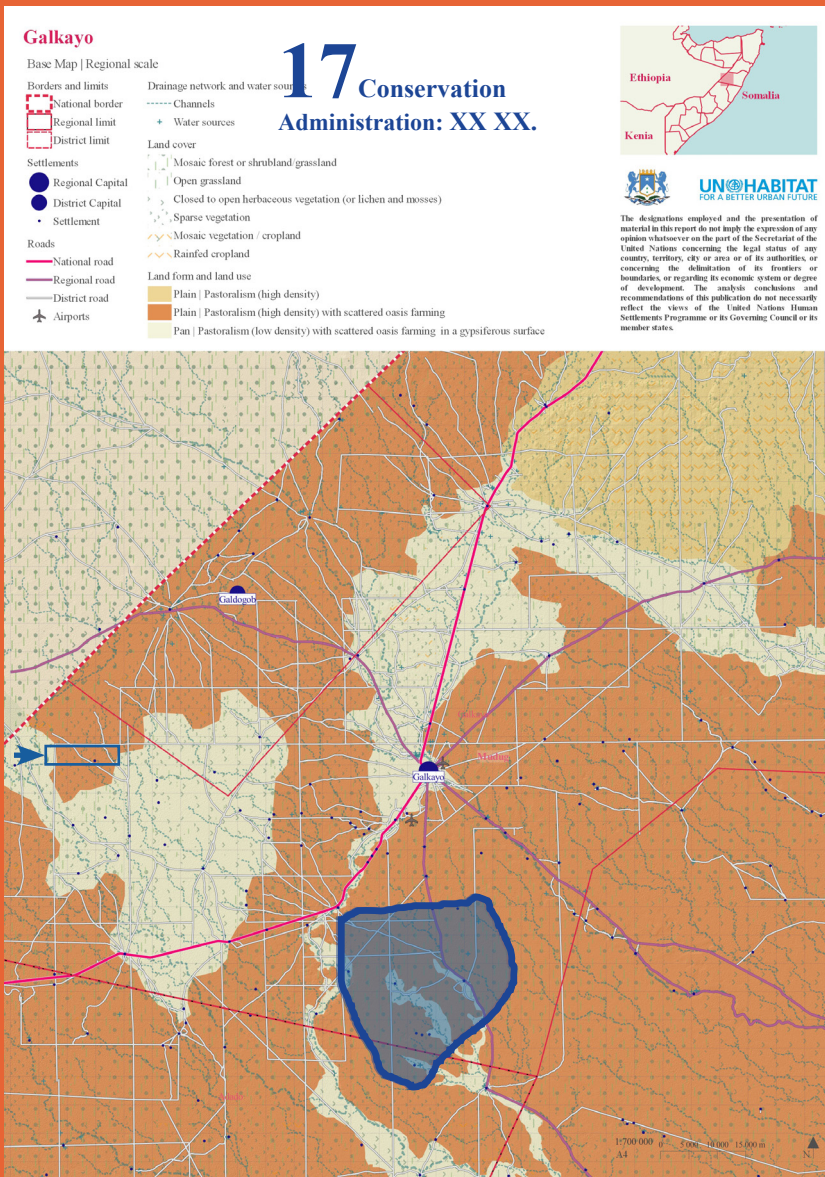 Galkayo
Base Map | Regional scale
Borders and limits
National border
Regional limit
District limit
Settlements
Regional Capital
District Capital
Settlement
Roads
National road
Regional road
District road
Airports
Drainage network and water sources
Channels
Water sources
Land cover
Mosaic forest or shrubland/grassland
Open grassland
Closed to open herbaceous vegetation (or lichen and mosses)
Sparse vegetation
Mosaic vegetation / cropland
Rainfed cropland
Land form and land use
Plain | Pastoralism (high density)
Plain | Pastoralism (high density) with scattered oasis farming
Pan | Pastoralism (low density) with scattered oasis farming in a gypsiferous surface
17 Conservation
Administration: XX XX.
Ethiopia
Somalia
Kenia
UN HABITAT
FOR A BETTER URBAN FUTURE
The designations employed and the presentation of
material in this report do not imply the expression of any
opinion whatsoever on the part of the Secretariat of the
United Nations concerning the legal status of any
country, territory, city or area or of its authorities, or
concerning the delimitation of its frontiers or
boundaries, or regarding its economic system or degree
of development. The analysis conclusions and
recommendations of this publication do not necessarily
reflect the views of the United Nations Human
Settlements Programme or its Governing Council or its
member states.
Galdogob
Mudug
Galkayo
1:700 000
A4
0 5 000 10 000 15 000 m
N